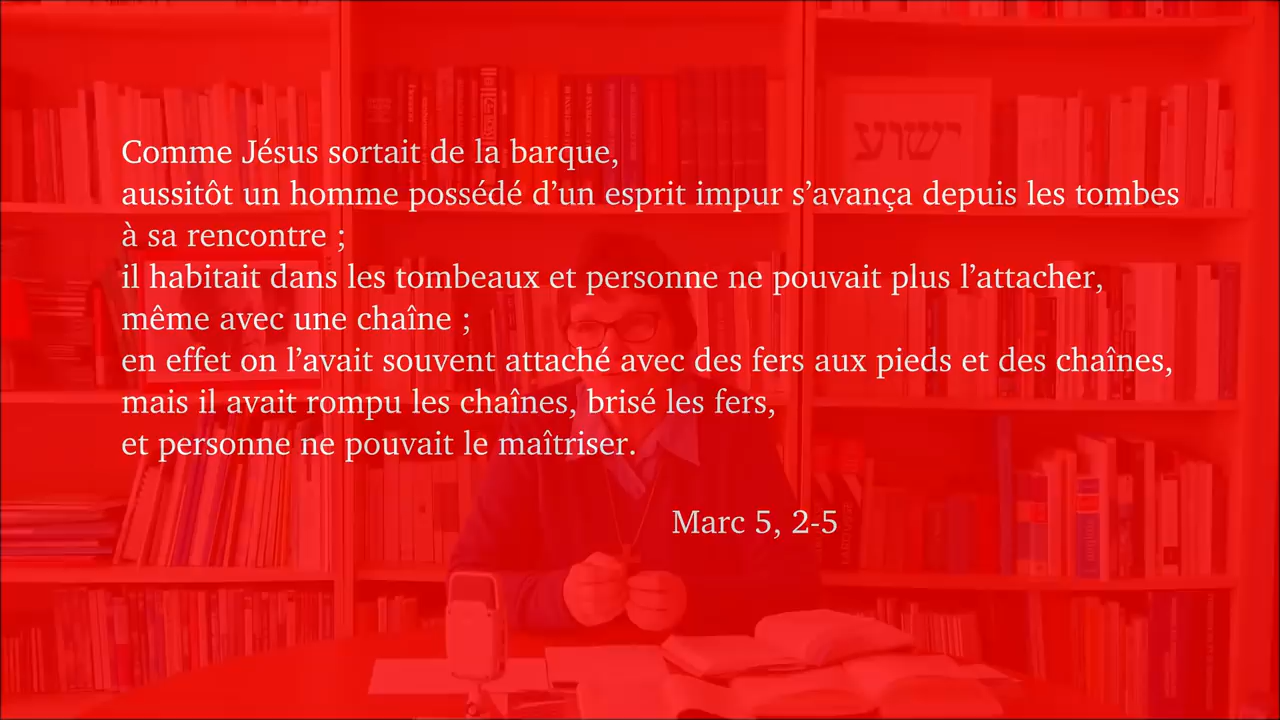 ישוע
Comme Jésus sortait de la barque,
aussitôt un homme possédé d’un esprit impur s’avança depuis les tombes
à sa rencontre ;
il habitait dans les tombeaux et personne ne pouvait plus l’attacher,
même avec une chaîne ;
en effet on l’avait souvent attaché avec des fers aux pieds et des chaînes,
mais il avait rompu les chaînes, brisé les fers,
et personne ne pouvait le maîtriser.
Marc 5, 2-5